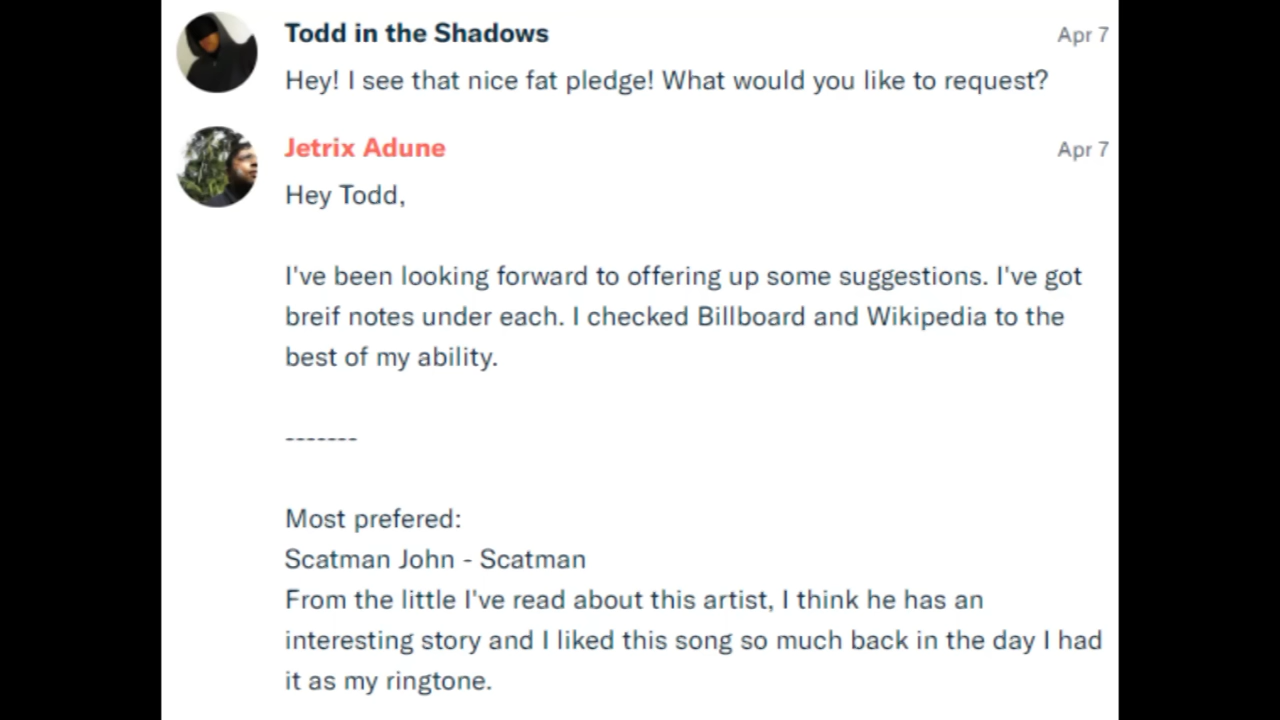 Todd in the Shadows
Apr 7
Hey! I see that nice fat pledge! What would you like to request?
Jetrix Adune
Apr 7
Hey Todd,
I've been looking forward to offering up some suggestions. I've got
breif notes under each. I checked Billboard and Wikipedia to the
best of my ability.
-------
Most prefered:
Scatman John - Scatman
From the little I've read about this artist, I think he has an
interesting story and I liked this song so much back in the day I had
it as my ringtone.